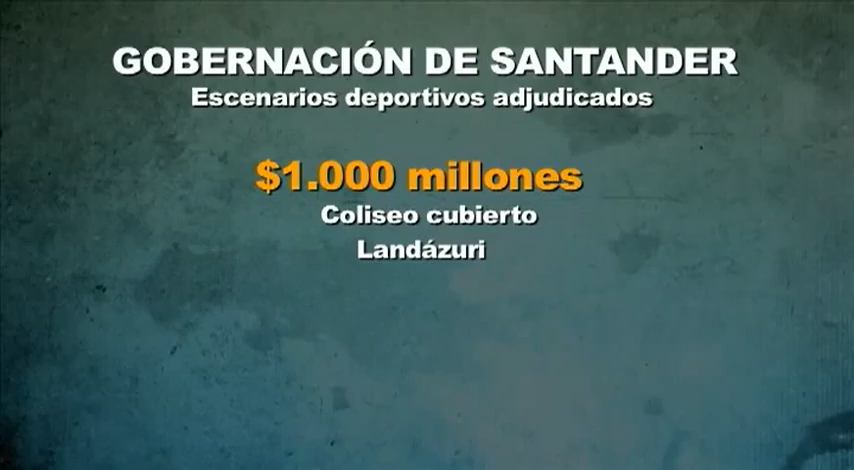 GOBERNACIÓN DE SANTANDER
Escenarios deportivos adjudicados
$1.000 millones
Coliseo cubierto
Landázuri